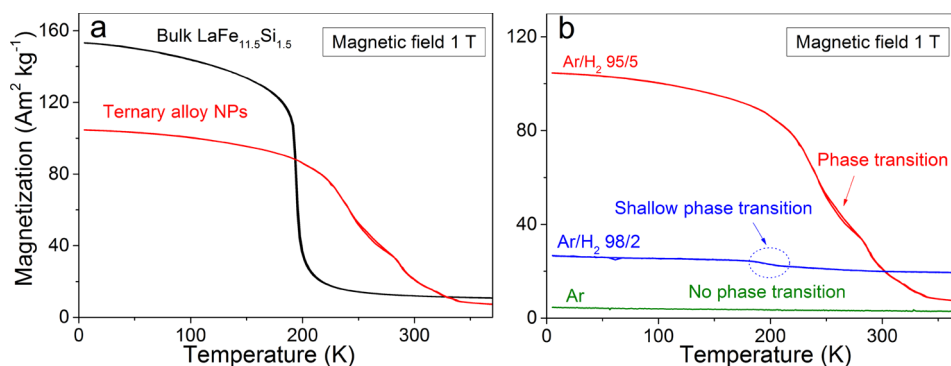 a
Bulk LaFe11.5Si1.5
Magnetic field 1 T
Ternary alloy NPs
Magnetization (Am² kg⁻¹)
160
120
80
40
0
0
100
200
300
Temperature (K)
b
Magnetic field 1 T
Ar/H2 95/5
Phase transition
Shallow phase transition
Ar/H2 98/2
Ar
No phase transition
120
80
40
0
0
100
200
300
Temperature (K)